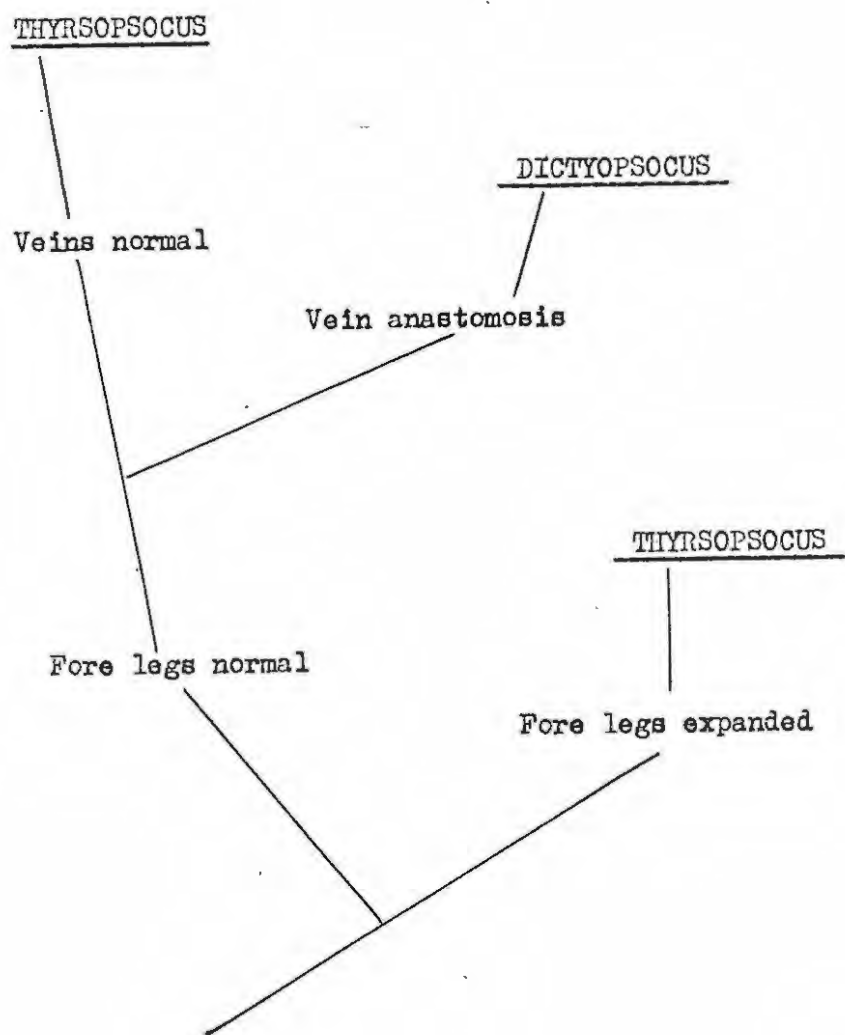 THYRSOPSOCUS
DICTYOPSOCUS
Veins normal
Vein anastomosis
THYRSOPSOCUS
Fore legs normal
Fore legs expanded